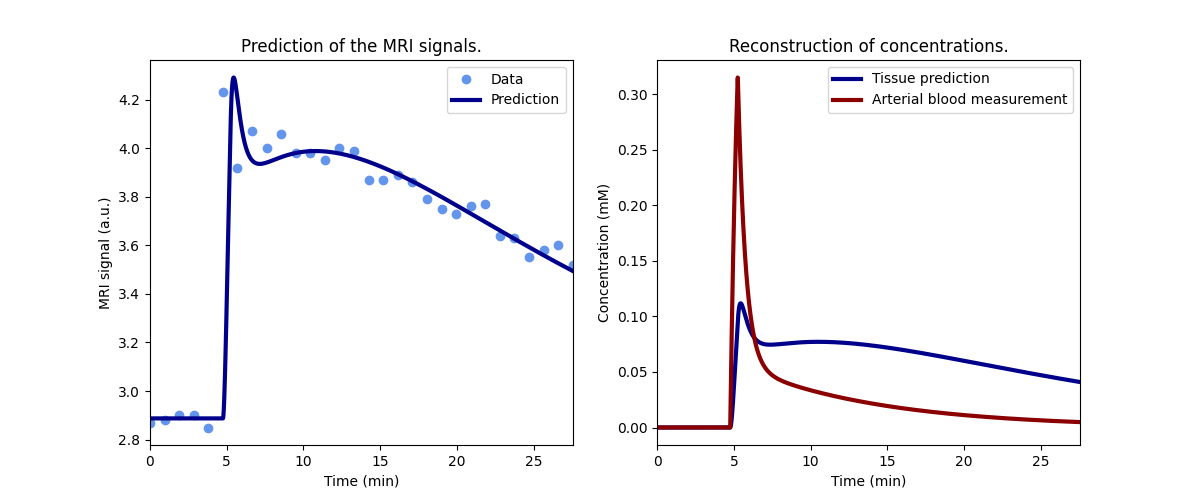 Prediction of the MRI signals.
Data
Prediction
4.2
4.0
3.8
3.6
3.4
3.2
3.0
2.8
MRI signal (a.u.)
0 5 10 15 20 25
Time (min)
Reconstruction of concentrations.
Tissue prediction
Arterial blood measurement
0.30
0.25
0.20
0.15
0.10
0.05
0.00
Concentration (mM)
0 5 10 15 20 25
Time (min)